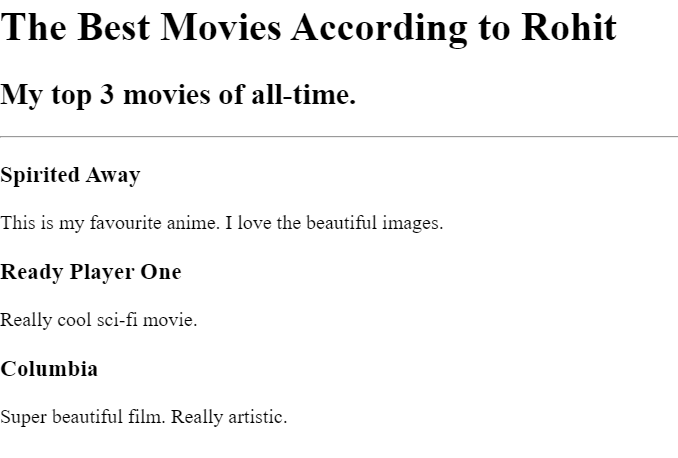 The Best Movies According to Rohit
My top 3 movies of all-time.
Spirited Away
This is my favourite anime. I love the beautiful images.
Ready Player One
Really cool sci-fi movie.
Columbia
Super beautiful film. Really artistic.